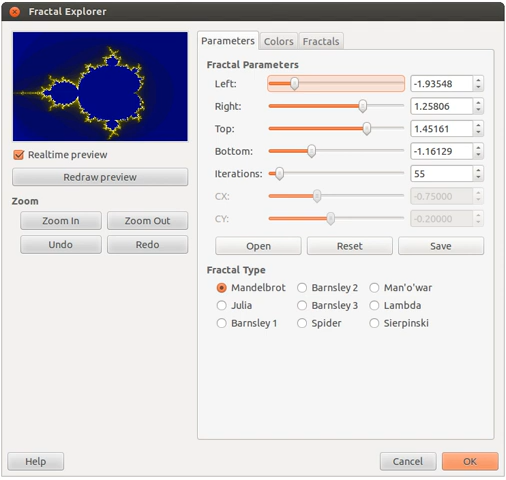 Fractal Explorer
Realtime preview
Redraw preview
Zoom
Zoom In
Zoom Out
Undo
Redo
Parameters
Colors
Fractals
Fractal Parameters
Left: -1.93548
Right: 1.25806
Top: 1.45161
Bottom: -1.16129
Iterations: 55
CX: -0.75000
CY: -0.20000
Open
Reset
Save
Fractal Type
Mandelbrot
Barnsley 2
Man'o'war
Julia
Barnsley 3
Lambda
Barnsley 1
Spider
Sierpinski
Help
Cancel
OK